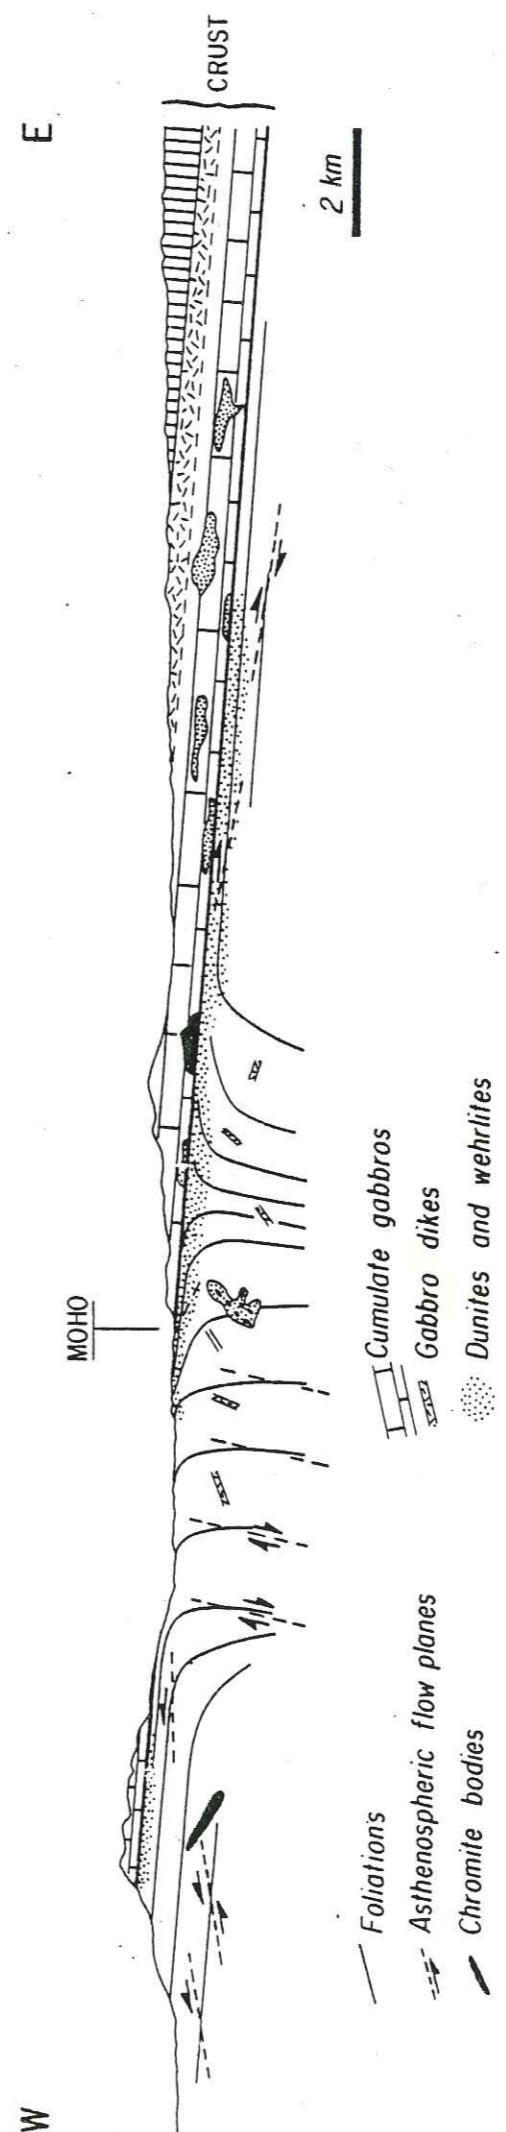 W
E
MOHO
CRUST
2 km
Foliations
Asthenospheric flow planes
Chromite bodies
Cumulate gabbros
Gabbro dikes
Dunites and wehrlites